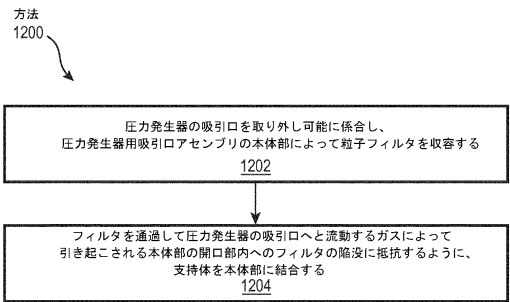 方法
1200
圧力発生器の吸引口を取り外し可能に係合し、
圧力発生器用吸引口アセンブリの本体部によって粒子フィルタを収容する
1202
フィルタを通過して圧力発生器の吸引口へと流動するガスによって
引き起こされる本体部の開口部内へのフィルタの陥没に抵抗するように、
支持体を本体部に結合する
1204